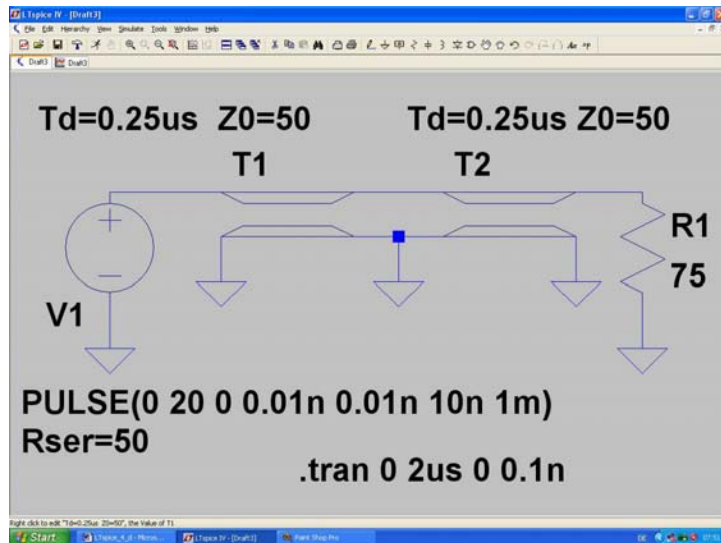 LTspice IV - [Draft3]
File Edit Hierarchy View Simulate Tools Window Help
Draft3 Draft3
Td=0.25us Z0=50 Td=0.25us Z0=50
T1 T2
R1
75
V1
PULSE(0 20 0 0.01n 0.01n 10n 1m)
Rser=50
.tran 0 2us 0 0.1n
Right click to edit "Td=0.25us Z0=50", the Value of T1
Start LTspice IV - [Draft3] Paint Shop Pro DE